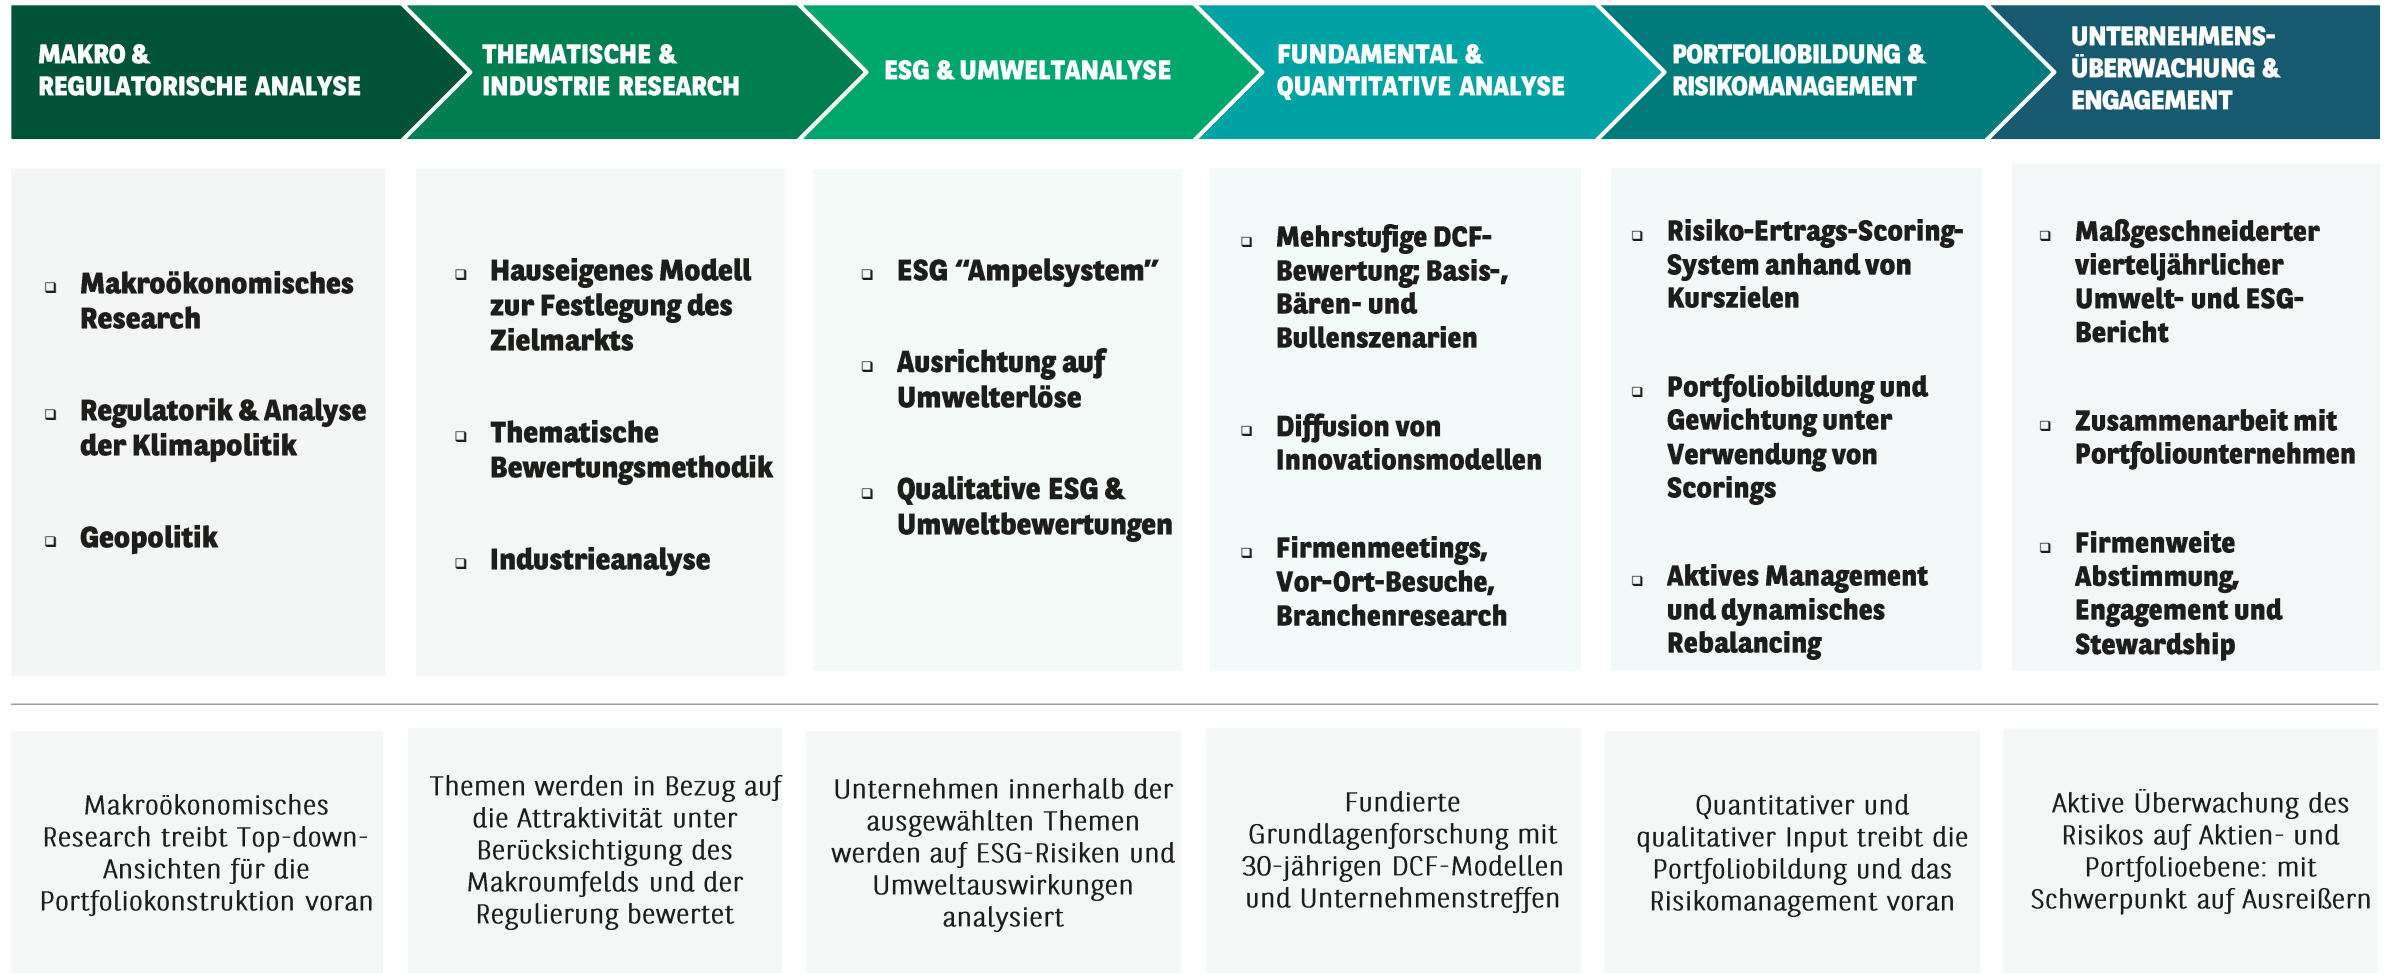 MAKRO &
REGULATORISCHE ANALYSE
THEMATISCHE &
INDUSTRIE RESEARCH
ESG & UMWELTANALYSE
FUNDAMENTAL &
QUANTITATIVE ANALYSE
PORTFOLIOBILDUNG &
RISIKOMANAGEMENT
UNTERNEHMENS-
ÜBERWACHUNG &
ENGAGEMENT
Makroökonomisches
Research
Regulatorik & Analyse
der Klimapolitik
Geopolitik
Hauseigenes Modell
zur Festlegung des
Zielmarkts
Thematische
Bewertungsmethodik
Industrieanalyse
ESG “Ampelsystem”
Ausrichtung auf
Umwelterlöse
Qualitative ESG &
Umweltbewertungen
Mehrstufige DCF-
Bewertung; Basis-,
Bären- und
Bullenszenarien
Diffusion von
Innovationsmodellen
Firmenmeetings,
Vor-Ort-Besuche,
Branchenresearch
Risiko-Ertrags-Scoring-
System anhand von
Kurszielen
Portfoliobildung und
Gewichtung unter
Verwendung von
Scorings
Aktives Management
und dynamisches
Rebalancing
Maßgeschneiderter
vierteljährlicher
Umwelt- und ESG-
Bericht
Zusammenarbeit mit
Portfoliounternehmen
Firmenweite
Abstimmung,
Engagement und
Stewardship
Makroökonomisches
Research treibt Top-down-
Ansichten für die
Portfoliokonstruktion voran
Themen werden in Bezug auf
die Attraktivität unter
Berücksichtigung des
Makroumfelds und der
Regulierung bewertet
Unternehmen innerhalb der
ausgewählten Themen
werden auf ESG-Risiken und
Umweltauswirkungen
analysiert
Fundierte
Grundlagenforschung mit
30-jährigen DCF-Modellen
und Unternehmenstreffen
Quantitativer und
qualitativer Input treibt die
Portfoliobildung und das
Risikomanagement voran
Aktive Überwachung des
Risikos auf Aktien- und
Portfolioebene: mit
Schwerpunkt auf Ausreißern